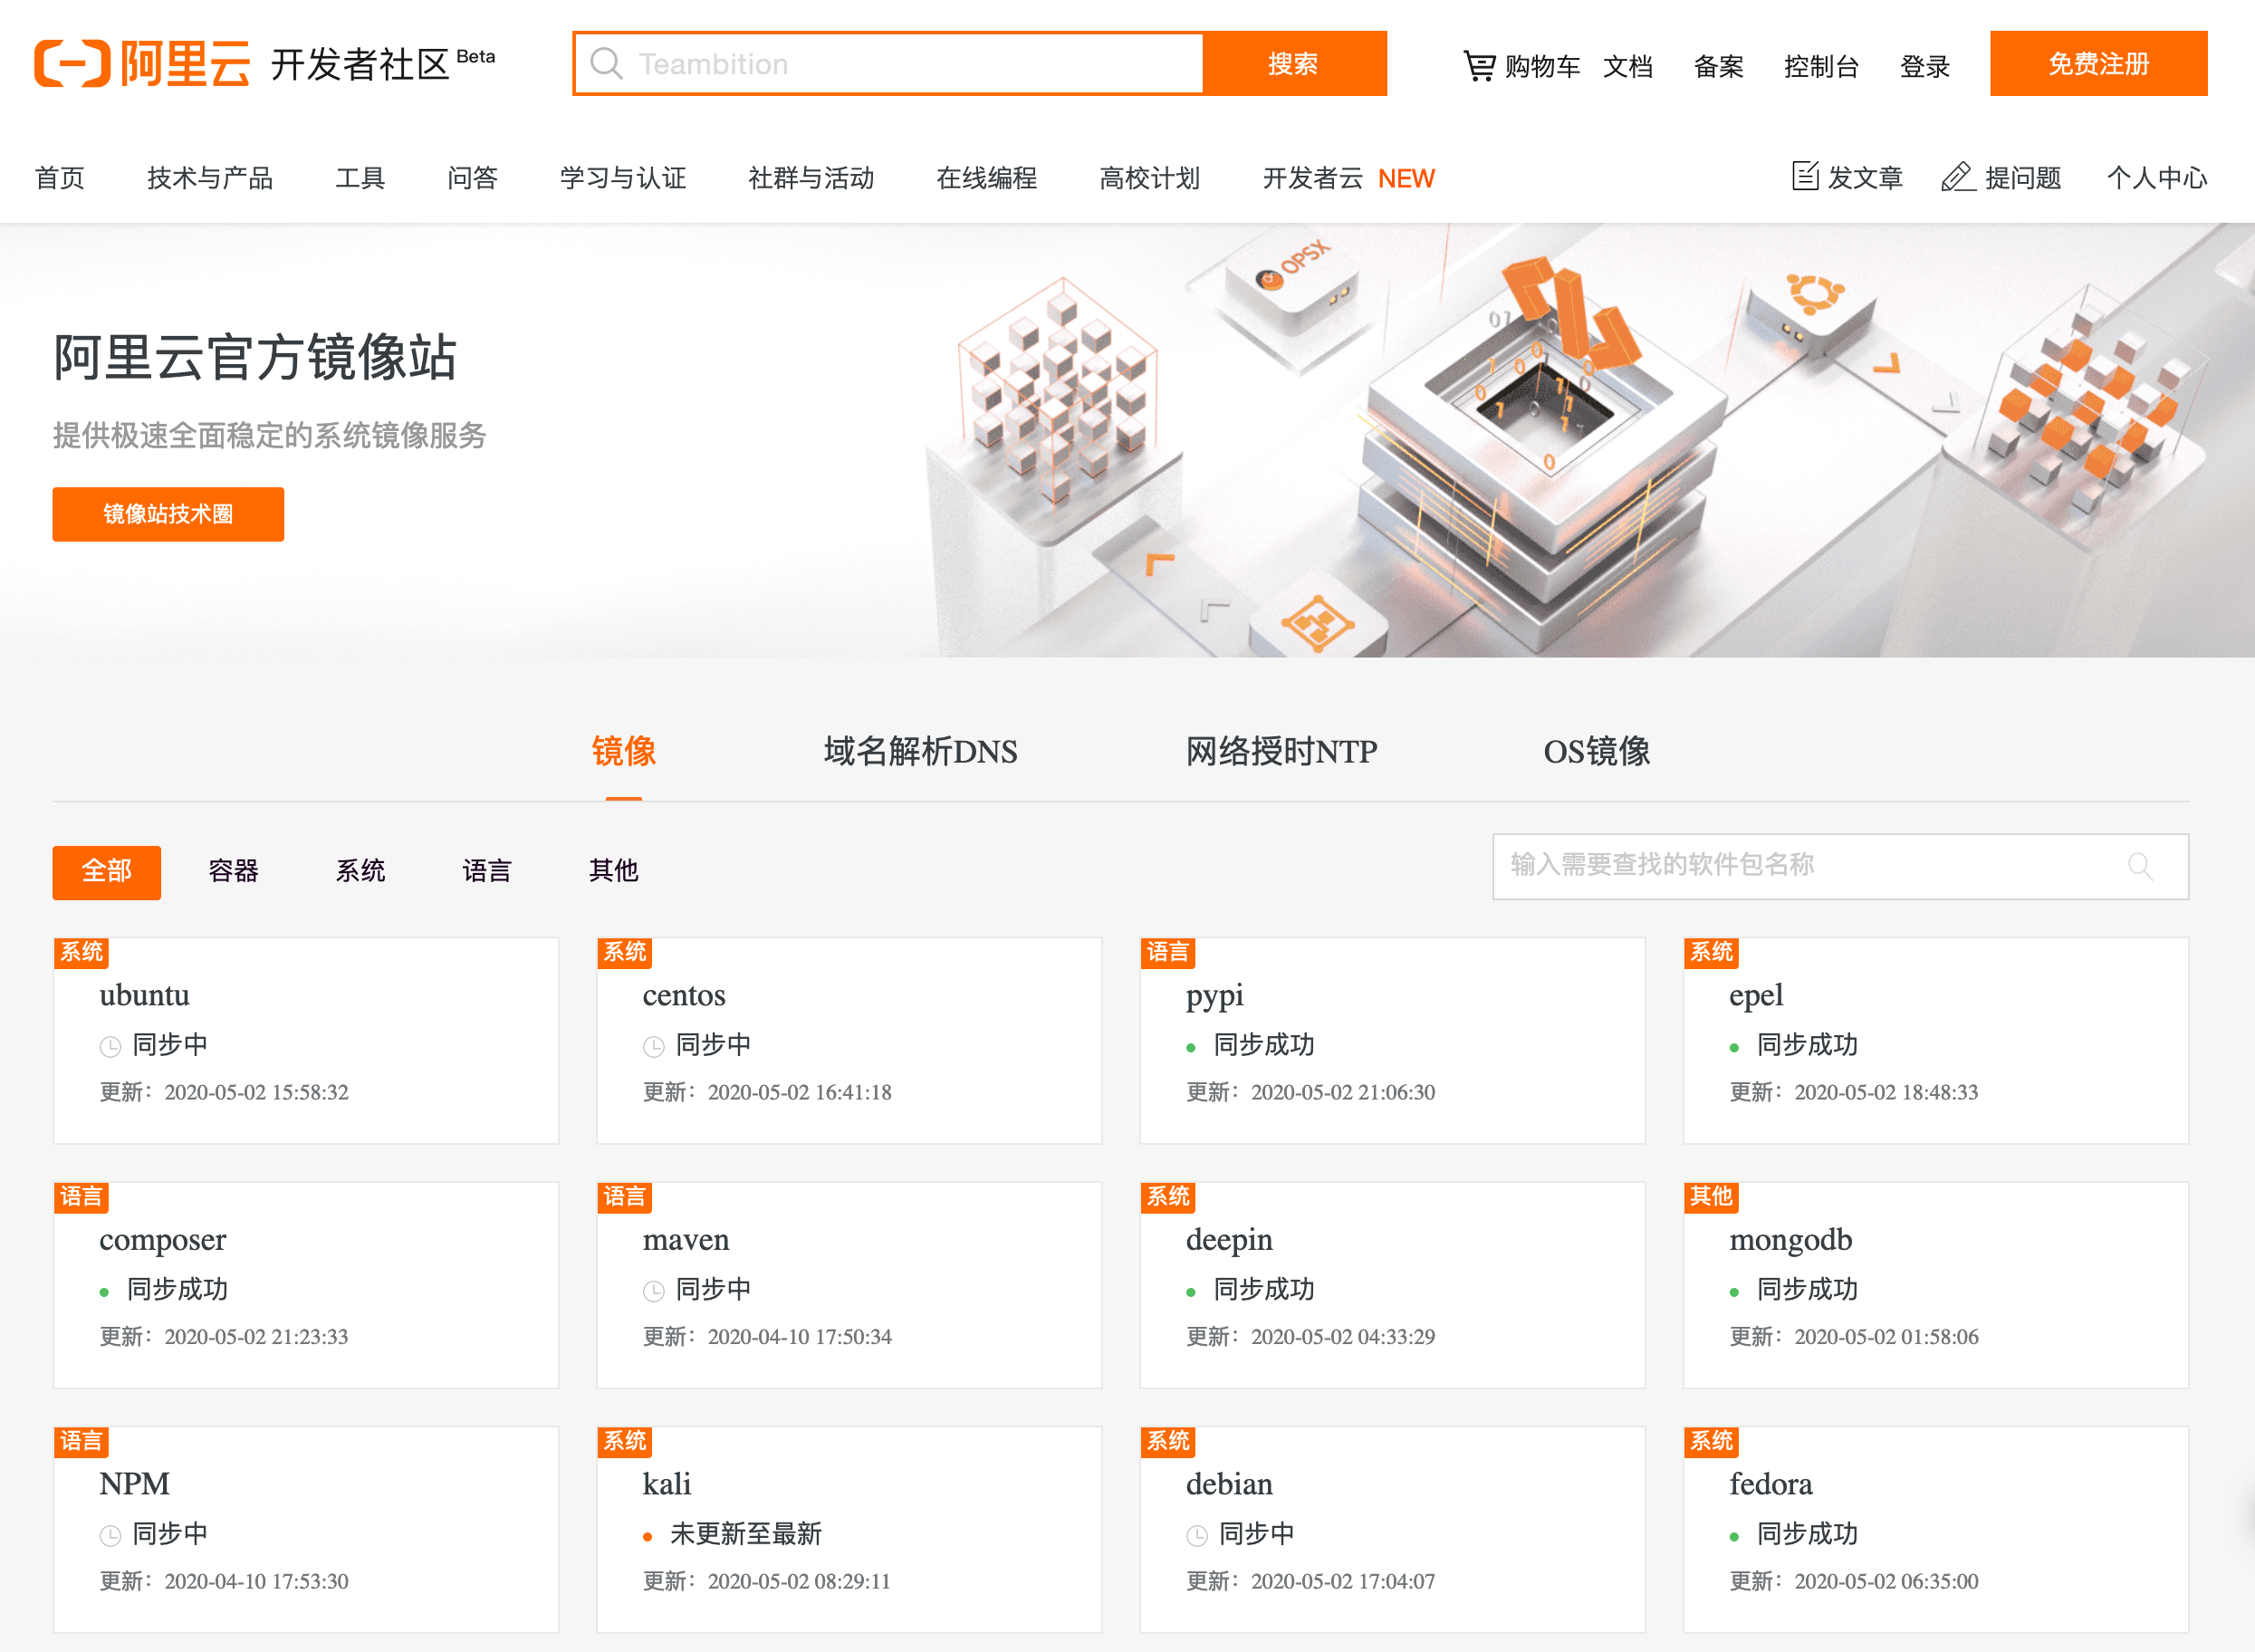 阿里云 开发者社区 Beta
Teambition 搜索
购物车 文档 备案 控制台 登录 免费注册
首页 技术与产品 工具 问答 学习与认证 社群与活动 在线编程 高校计划 开发者云 NEW
发文章 提问题 个人中心
OPSX
阿里云官方镜像站
提供极速全面稳定的系统镜像服务
镜像站技术圈
镜像 域名解析DNS 网络授时NTP OS镜像
全部 容器 系统 语言 其他
输入需要查找的软件包名称
系统
ubuntu
同步中
更新：2020-05-02 15:58:32
系统
centos
同步中
更新：2020-05-02 16:41:18
语言
pypi
同步成功
更新：2020-05-02 21:06:30
系统
epel
同步成功
更新：2020-05-02 18:48:33
语言
composer
同步成功
更新：2020-05-02 21:23:33
语言
maven
同步中
更新：2020-04-10 17:50:34
系统
deepin
同步成功
更新：2020-05-02 04:33:29
其他
mongodb
同步成功
更新：2020-05-02 01:58:06
语言
NPM
同步中
更新：2020-04-10 17:53:30
系统
kali
未更新至最新
更新：2020-05-02 08:29:11
系统
debian
同步中
更新：2020-05-02 17:04:07
系统
fedora
同步成功
更新：2020-05-02 06:35:00